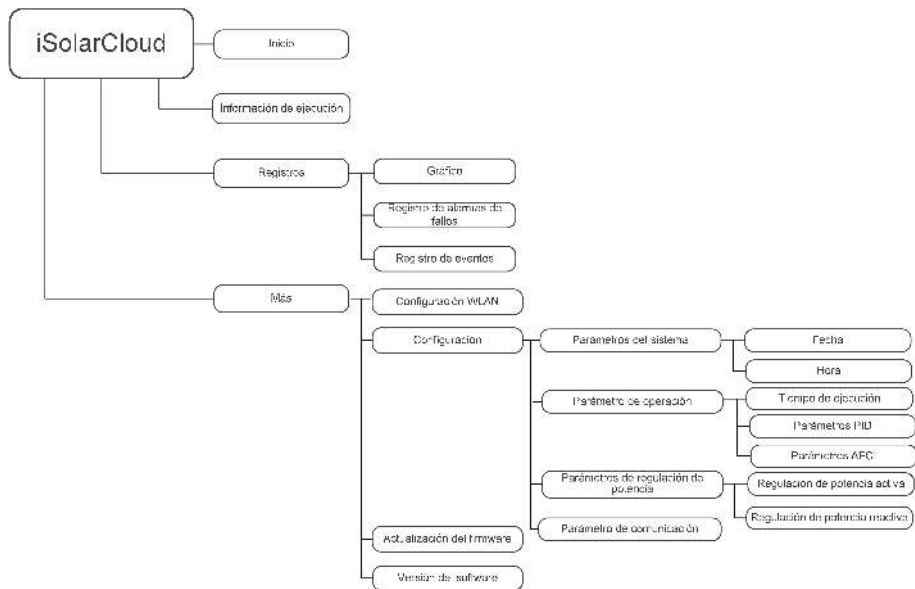 iSolarCloud
Inicio
Información de ejecución
Registros
Gráfico
Registro de alarmas de
fallos
Registro de eventos
Más
Configuración WLAN
Configuración
Parámetros del sistema
Fecha
Hora
Parámetro de operación
Tiempo de ejecución
Parámetros PID
Parámetros AFCI
Parámetros de regulación de
potencia
Regulación de potencia activa
Regulación de potencia reactiva
Parámetro de comunicación
Actualización del firmware
Versión del software